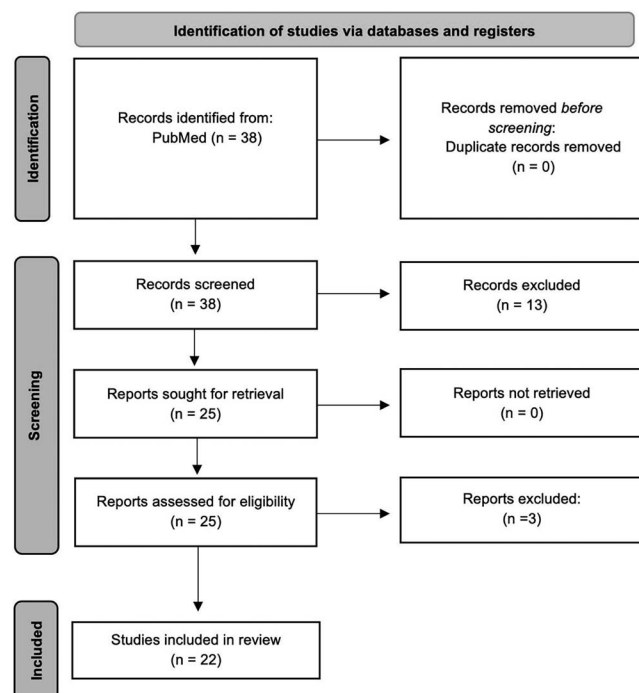 Identification of studies via databases and registers
Identification
Records identified from:
PubMed (n = 38)
Records removed before
screening:
Duplicate records removed
(n = 0)
Screening
Records screened
(n = 38)
Records excluded
(n = 13)
Reports sought for retrieval
(n = 25)
Reports not retrieved
(n = 0)
Reports assessed for eligibility
(n = 25)
Reports excluded:
(n =3)
Included
Studies included in review
(n = 22)